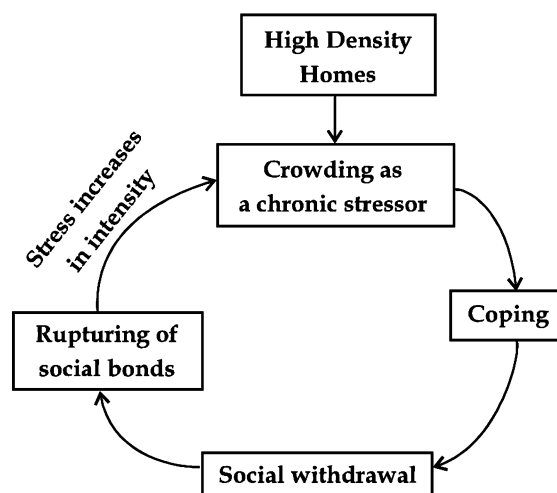 High Density
Homes
Crowding as
a chronic stressor
Stress increases
in intensity
Coping
Rupturing of
social bonds
Social withdrawal